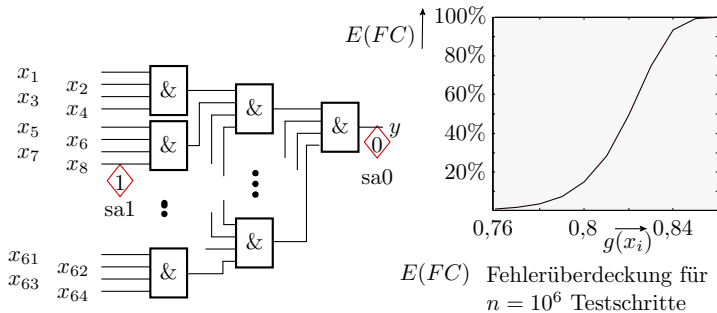 x1
x2
x3
x4
&
x5
x6
x7
x8
&
1
sa1
x61
x62
x63
x64
&
&
&
&
y
0
sa0
E(FC)
100%
80%
60%
40%
20%
0,76
0,8
0,84
g(xi)
E(FC) Fehlerüberdeckung für
n = 10^6 Testschritte